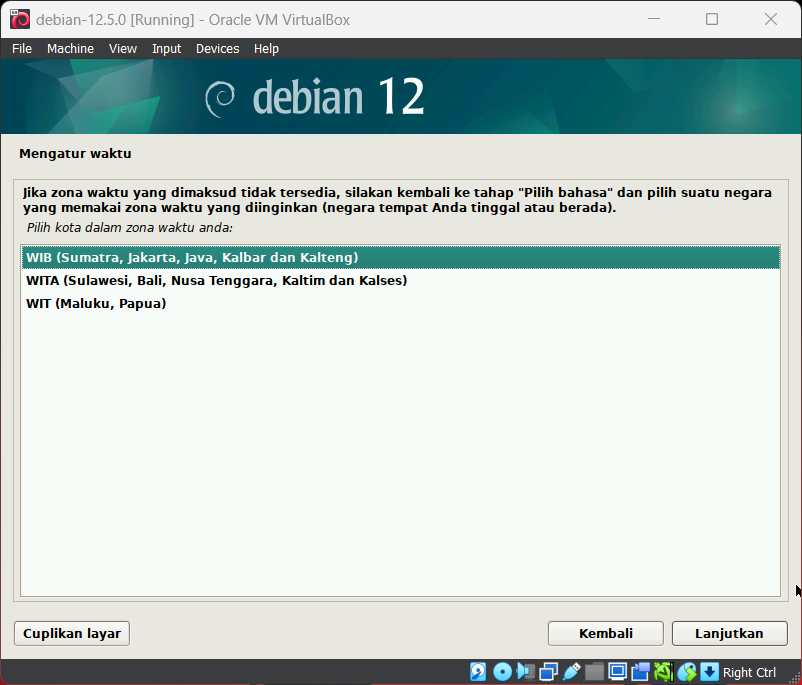 debian-12.5.0 [Running] - Oracle VM VirtualBox
File Machine View Input Devices Help
debian 12
Mengatur waktu
Jika zona waktu yang dimaksud tidak tersedia, silakan kembali ke tahap "Pilih bahasa" dan pilih suatu negara
yang memakai zona waktu yang diinginkan (negara tempat Anda tinggal atau berada).
Pilih kota dalam zona waktu anda:
WIB (Sumatra, Jakarta, Java, Kalbar dan Kalteng)
WITA (Sulawesi, Bali, Nusa Tenggara, Kaltim dan Kalses)
WIT (Maluku, Papua)
Cuplikan layar Kembali Lanjutkan
Right Ctrl